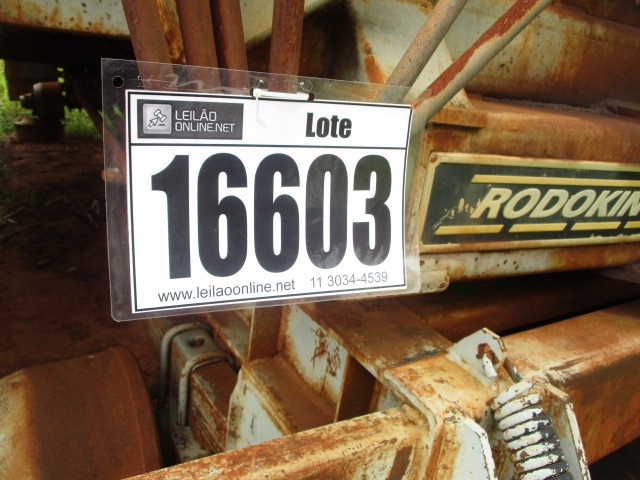 LEILÃO
ONLINE.NET
Lote
16603
www.leilaoonline.net 11 3034-4539
RODOKIN